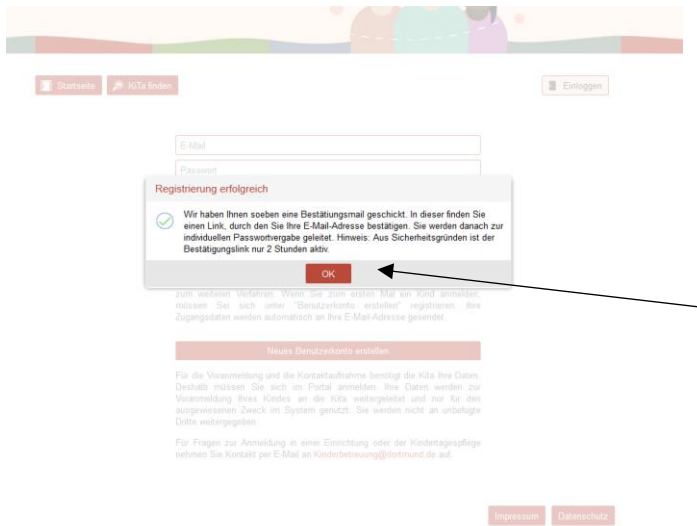 Startseite KiTa finden Einloggen
E-Mail
Passwort
Registrierung erfolgreich
Wir haben Ihnen soeben eine Bestätiungsmail geschickt. In dieser finden Sie
einen Link, durch den Sie Ihre E-Mail-Adresse bestätigen. Sie werden danach zur
individuellen Passwortvergabe geleitet. Hinweis: Aus Sicherheitsgründen ist der
Bestätigungslink nur 2 Stunden aktiv.
OK
zum weiteren Verfahren. Wenn Sie zum ersten Mal ein Kind anmelden,
müssen Sie sich unter "Benutzerkonto erstellen" registrieren. Ihre
Zugangsdaten werden automatisch an Ihre E-Mail-Adresse gesendet.
Neues Benutzerkonto erstellen
Für die Voranmeldung und die Kontaktaufnahme benötigt die Kita Ihre Daten.
Deshalb müssen Sie sich im Portal anmelden. Ihre Daten werden zur
Voranmeldung Ihres Kindes an die Kita weitergeleitet und nur für den
ausgewiesenen Zweck im System genutzt. Sie werden nicht an unbefugte
Dritte weitergegeben.
Für Fragen zur Anmeldung in einer Einrichtung oder der Kindertagespflege
nehmen Sie Kontakt per E-Mail an Kinderbetreuung@dortmund.de auf.
Impressum Datenschutz